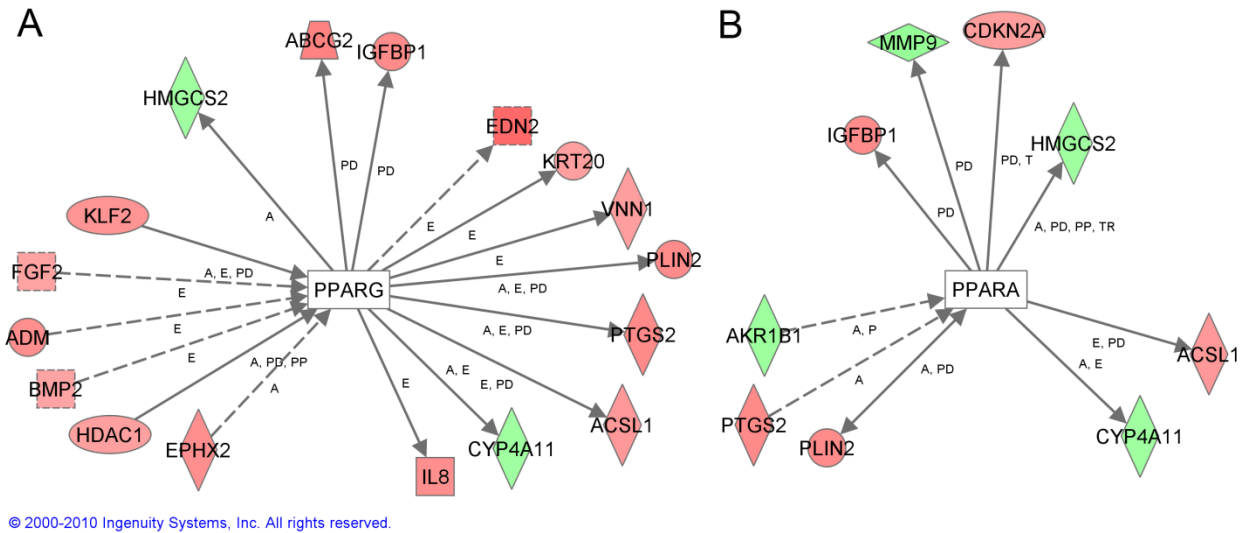 A
B
ABCG2
IGFBP1
HMGCS2
EDN2
KRT20
VNN1
PLIN2
PTGS2
ACSL1
CYP4A11
IL8
EPHX2
HDAC1
BMP2
ADM
FGF2
KLF2
PPARG
PD
PD
A
E
E
E
A, E, PD
A, E, PD
A, E
E, PD
E
A, E, PD
E
E
A, PD, PP
A
MMP9
CDKN2A
IGFBP1
HMGCS2
PPARA
AKR1B1
PTGS2
PLIN2
CYP4A11
ACSL1
PD
PD, T
PD
A, PD, PP, TR
A, P
A
A, PD
E, PD
A, E
© 2000-2010 Ingenuity Systems, Inc. All rights reserved.